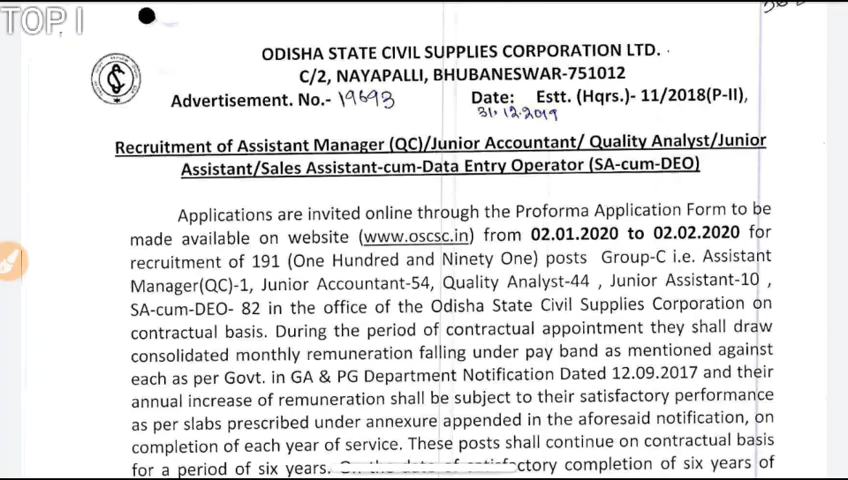 TOP I
ODISHA STATE CIVIL SUPPLIES CORPORATION LTD.
C/2, NAYAPALLI, BHUBANESWAR-751012
Advertisement. No.- 19693 Date: Estt. (Hqrs.)- 11/2018(P-II),
31.12.2019
Recruitment of Assistant Manager (QC)/Junior Accountant/ Quality Analyst/Junior
Assistant/Sales Assistant-cum-Data Entry Operator (SA-cum-DEO)
Applications are invited online through the Proforma Application Form to be
made available on website (www.oscsc.in) from 02.01.2020 to 02.02.2020 for
recruitment of 191 (One Hundred and Ninety One) posts Group-C i.e. Assistant
Manager(QC)-1, Junior Accountant-54, Quality Analyst-44 , Junior Assistant-10 ,
SA-cum-DEO- 82 in the office of the Odisha State Civil Supplies Corporation on
contractual basis. During the period of contractual appointment they shall draw
consolidated monthly remuneration falling under pay band as mentioned against
each as per Govt. in GA & PG Department Notification Dated 12.09.2017 and their
annual increase of remuneration shall be subject to their satisfactory performance
as per slabs prescribed under annexure appended in the aforesaid notification, on
completion of each year of service. These posts shall continue on contractual basis
for a period of six years. On the date of satisfactory completion of six years of